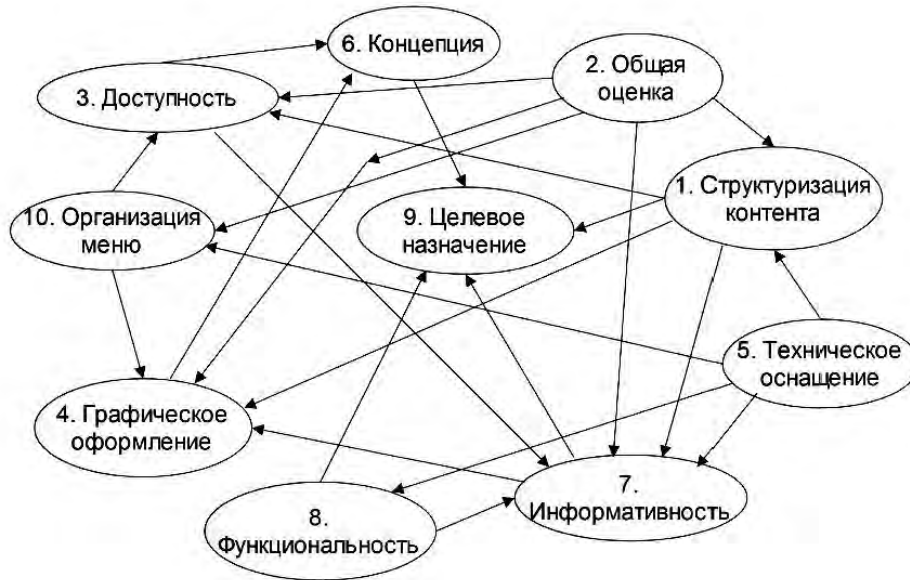 6. Концепция
2. Общая
оценка
3. Доступность
1. Структуризация
контента
10. Организация
меню
9. Целевое
назначение
5. Техническое
оснащение
4. Графическое
оформление
7.
Информативность
8.
Функциональность